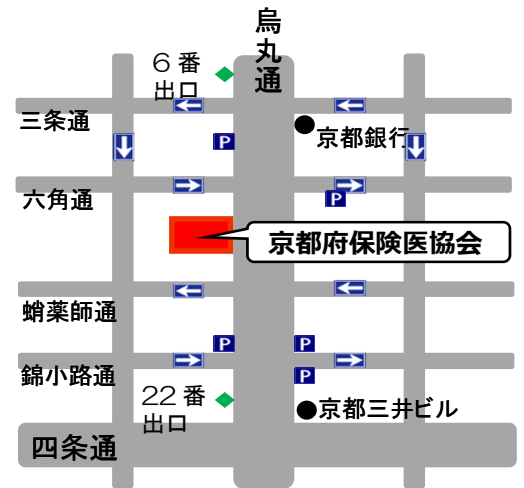 烏丸通
6番
出口
三条通
京都銀行
P
六角通
P
京都府保険医協会
蛸薬師通
P
P
錦小路通
P
22番
出口
京都三井ビル
四条通